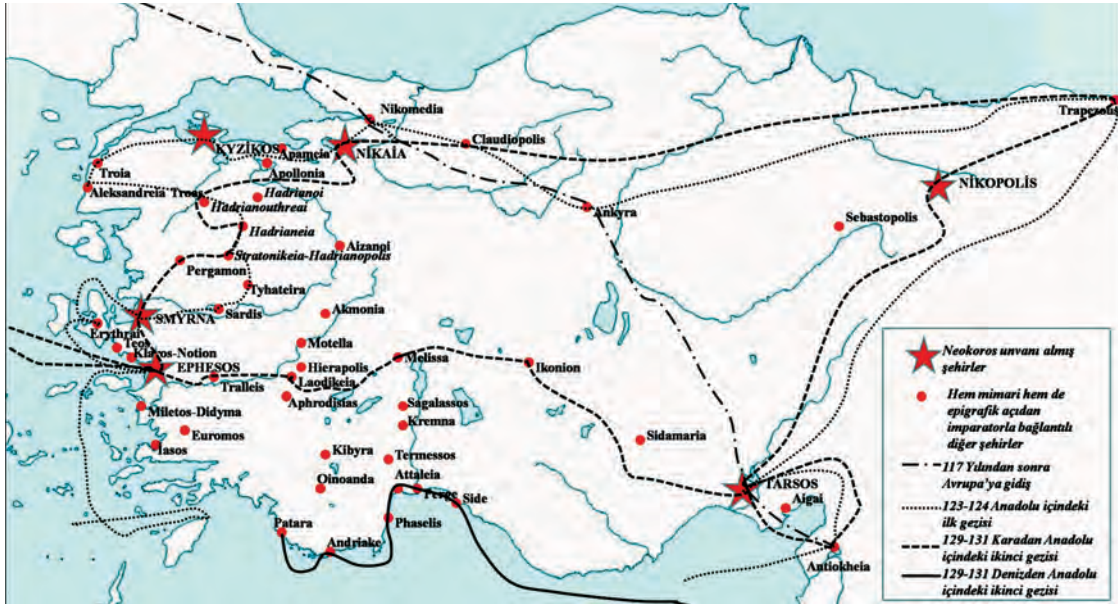 Nikomedia
Trapezous
Claudiopolis
KYZİKOS
Apameia
NİKAİA
Troia
Apollonia
NİKOPOLİS
Aleksandreia Troas
Hadrianoi
Hadrianouthreai
Ankyra
Sebastopolis
Hadrianeia
Aizanoi
Stratonikeia-Hadrianopolis
Pergamon
Tyhateira
Sardis
Akmonia
SMYRNA
Erythrai
Teos
Motella
Klaros-Notion
Melissa
Ikonion
EPHESOS
Hierapolis
Tralleis
Laodikeia
Aphrodisias
Miletos-Didyma
Sagalassos
Kremna
Euromos
Sidamaria
Iasos
Kibyra
Termessos
Oinoanda
Attaleia
TARSOS
Perge
Side
Aigai
Patara
Phaselis
Andriake
Antiokheia
Neokoros unvanı almış
şehirler
Hem mimari hem de
epigrafik açıdan
imparatorla bağlantılı
diğer şehirler
117 Yılından sonra
Avrupa'ya gidiş
123-124 Anadolu içindeki
ilk gezisi
129-131 Karadan Anadolu
içindeki ikinci gezisi
129-131 Denizden Anadolu
içindeki ikinci gezisi